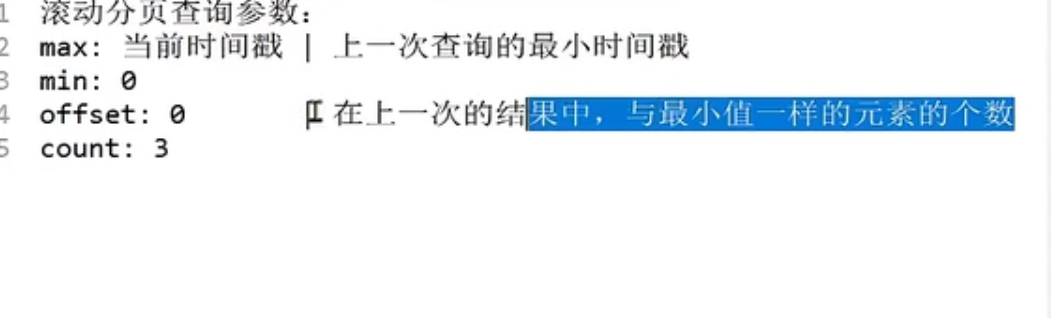 1 滚动分页查询参数：
2 max: 当前时间戳 | 上一次查询的最小时间戳
3 min: 0
4 offset: 0 | 在上一次的结果中，与最小值一样的元素的个数
5 count: 3